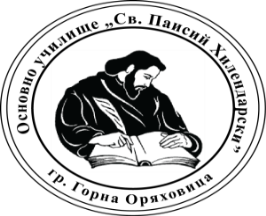 Основно училище „Св. Паисий Хилендарски”
гр. Горна Оряховица